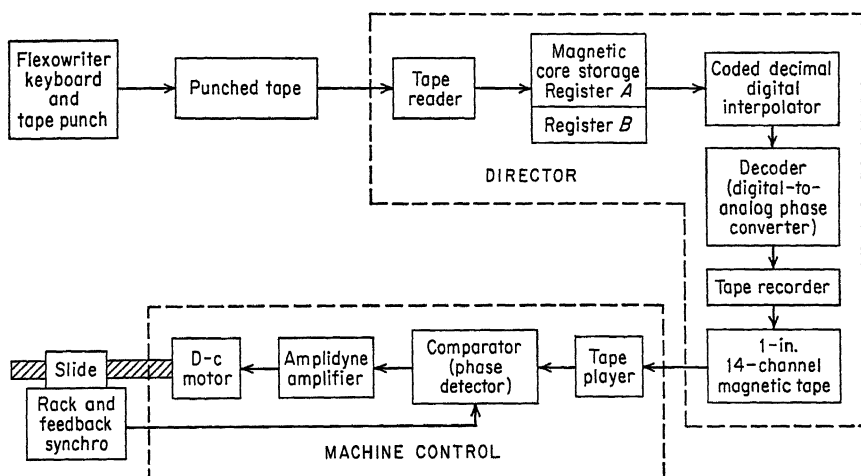 Flexowriter
keyboard
and
tape punch
Punched tape
Tape
reader
Magnetic
core storage
Register A
Register B
Coded decimal
digital
interpolator
DIRECTOR
Decoder
(digital-to-
analog phase
converter)
Tape recorder
1-in.
14-channel
magnetic tape
Tape
player
Comparator
(phase
detector)
Amplidyne
amplifier
D-c
motor
Slide
Rack and
feedback
synchro
MACHINE CONTROL